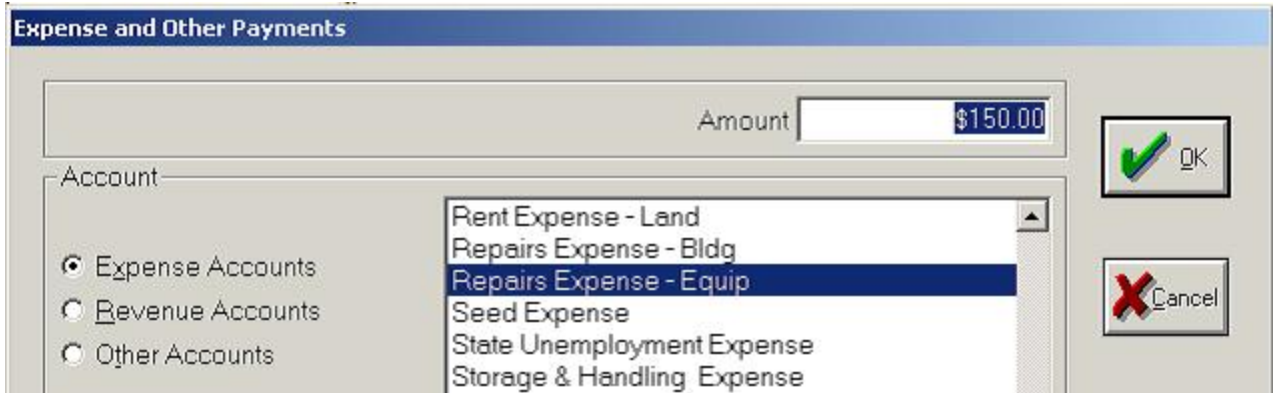 Expense and Other Payments
Amount $150.00
OK
Account
Expense Accounts
Revenue Accounts
Other Accounts
Rent Expense - Land
Repairs Expense - Bldg
Repairs Expense - Equip
Seed Expense
State Unemployment Expense
Storage & Handling Expense
Cancel